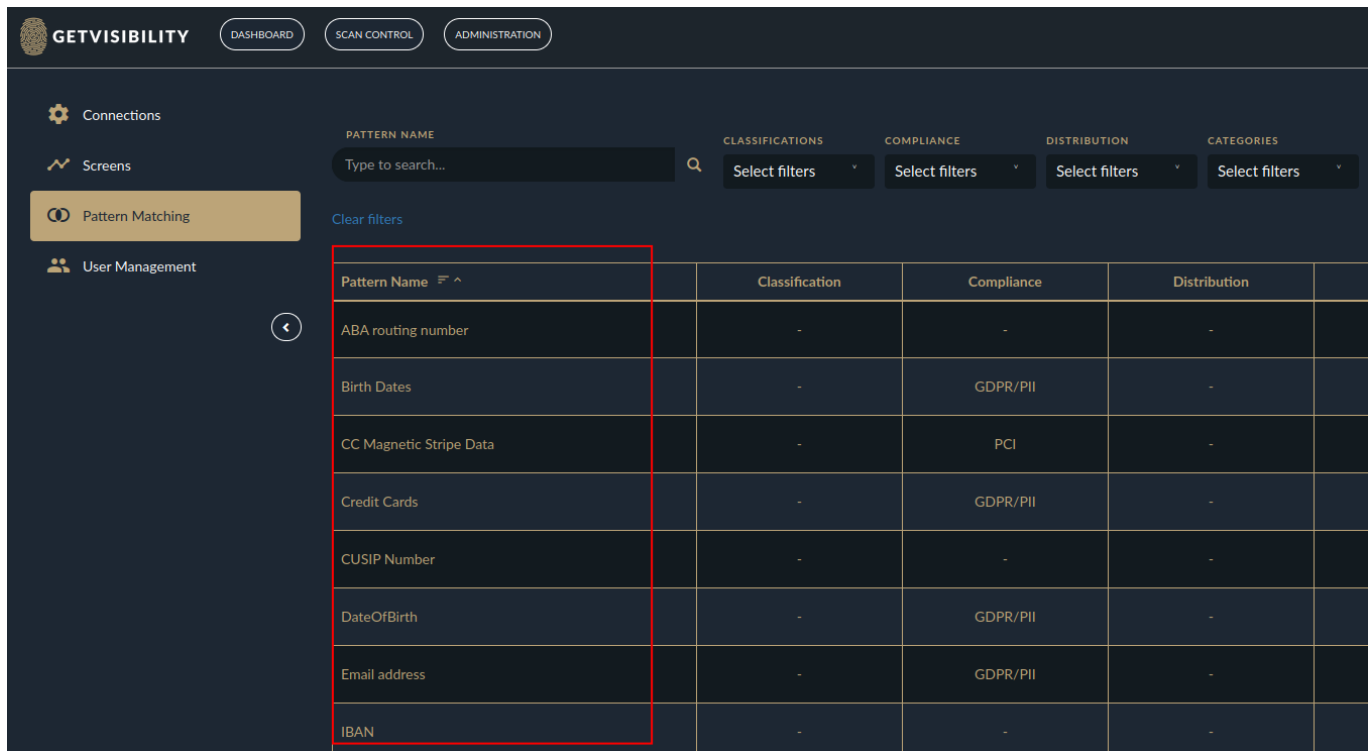 GETVISIBILITY DASHBOARD SCAN CONTROL ADMINISTRATION
Connections
Screens
Pattern Matching
User Management
PATTERN NAME CLASSIFICATIONS COMPLIANCE DISTRIBUTION CATEGORIES
Type to search... Select filters Select filters Select filters Select filters
Clear filters
Pattern Name Classification Compliance Distribution
ABA routing number - - -
Birth Dates - GDPR/PII -
CC Magnetic Stripe Data - PCI -
Credit Cards - GDPR/PII -
CUSIP Number - - -
DateOfBirth - GDPR/PII -
Email address - GDPR/PII -
IBAN - - -